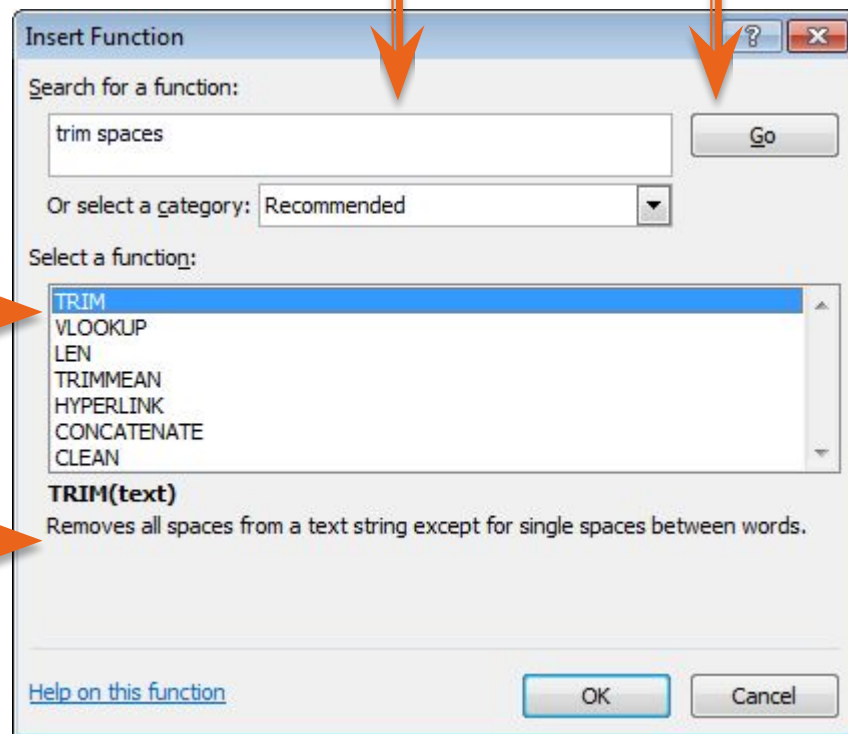 Insert Function
Search for a function:
trim spaces
Go
Or select a category: Recommended
Select a function:
TRIM
VLOOKUP
LEN
TRIMMEAN
HYPERLINK
CONCATENATE
CLEAN
TRIM(text)
Removes all spaces from a text string except for single spaces between words.
Help on this function
OK Cancel